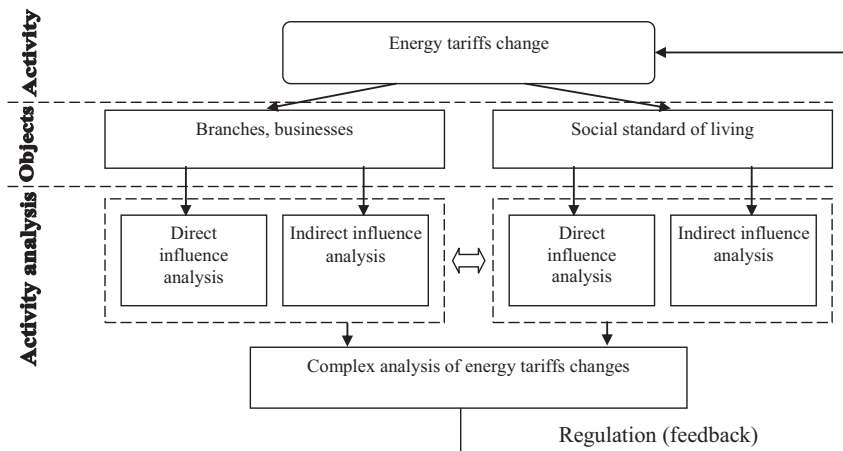 Activity
Energy tariffs change
Objects
Branches, businesses
Social standard of living
Activity analysis
Direct
influence
analysis
Indirect influence
analysis
Direct
influence
analysis
Indirect influence
analysis
Complex analysis of energy tariffs changes
Regulation (feedback)